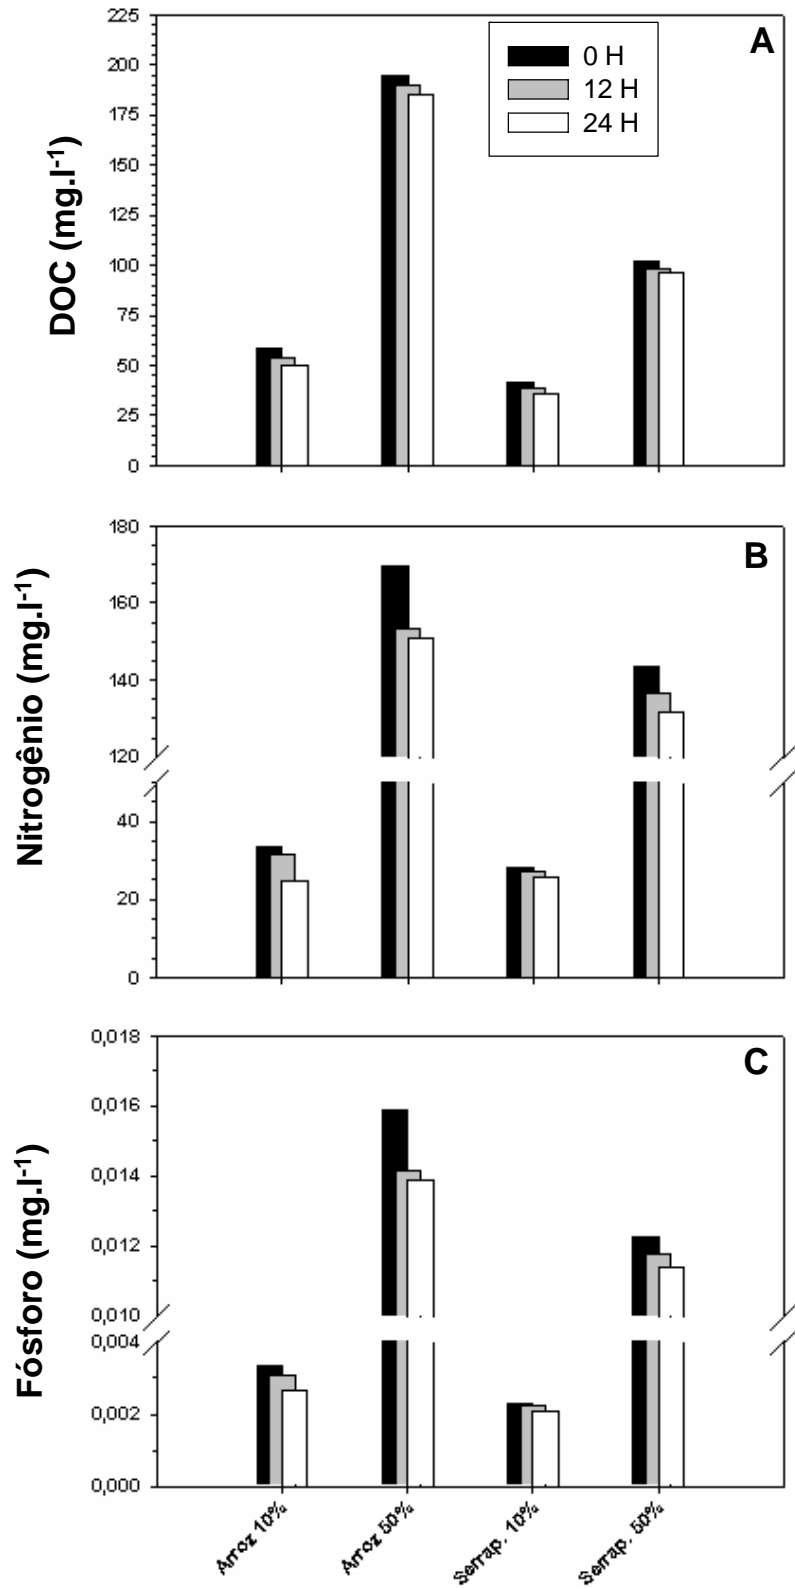 225
200
175
150
125
100
75
50
25
0
DOC (mg.l-1)
A
0 H
12 H
24 H
180
160
140
120
40
20
0
Nitrogênio (mg.l-1)
B
0,018
0,016
0,014
0,012
0,010
0,004
0,002
0,000
Fósforo (mg.l-1)
C
Arroz 10%
Arroz 50%
Serrap. 10%
Serrap. 50%